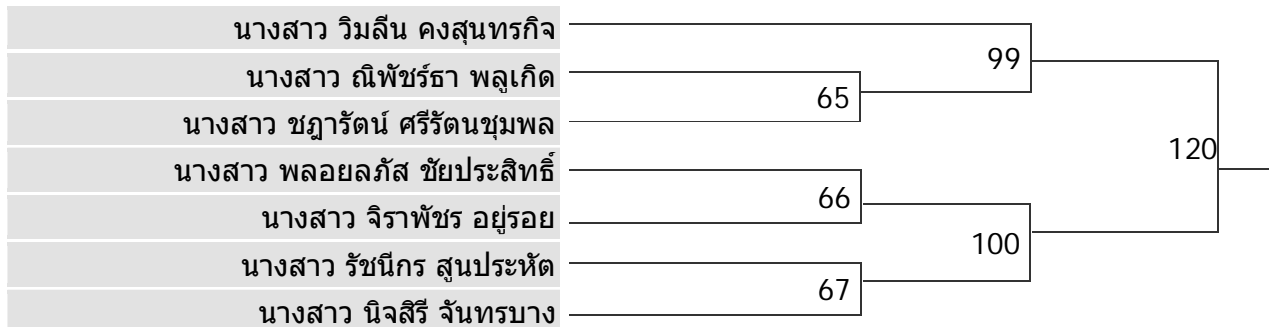 นางสาว วิมลีน คงสุนทรกิจ
99
นางสาว ณิพัชร์ธา พลูเกิด
65
นางสาว ชฎารัตน์ ศรีรัตนชุมพล
120
นางสาว พลอยลภัส ชัยประสิทธิ์
66
นางสาว จิราพัชร อยู่รอย
100
นางสาว รัชนีกร สูนประหัต
67
นางสาว นิจสิรี จันทรบาง